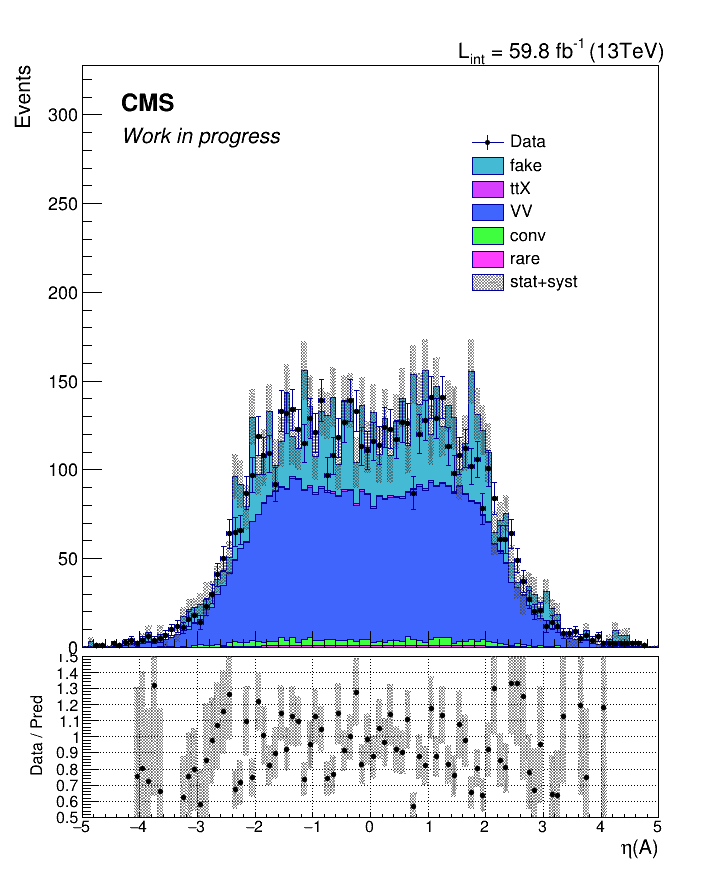 L_int = 59.8 fb^-1 (13TeV)
Events
CMS
Work in progress
Data
fake
ttX
VV
conv
rare
stat+syst
300
250
200
150
100
50
0
Data / Pred
1.5
1.4
1.3
1.2
1.1
1
0.9
0.8
0.7
0.6
0.5
−5 −4 −3 −2 −1 0 1 2 3 4 5
η(A)